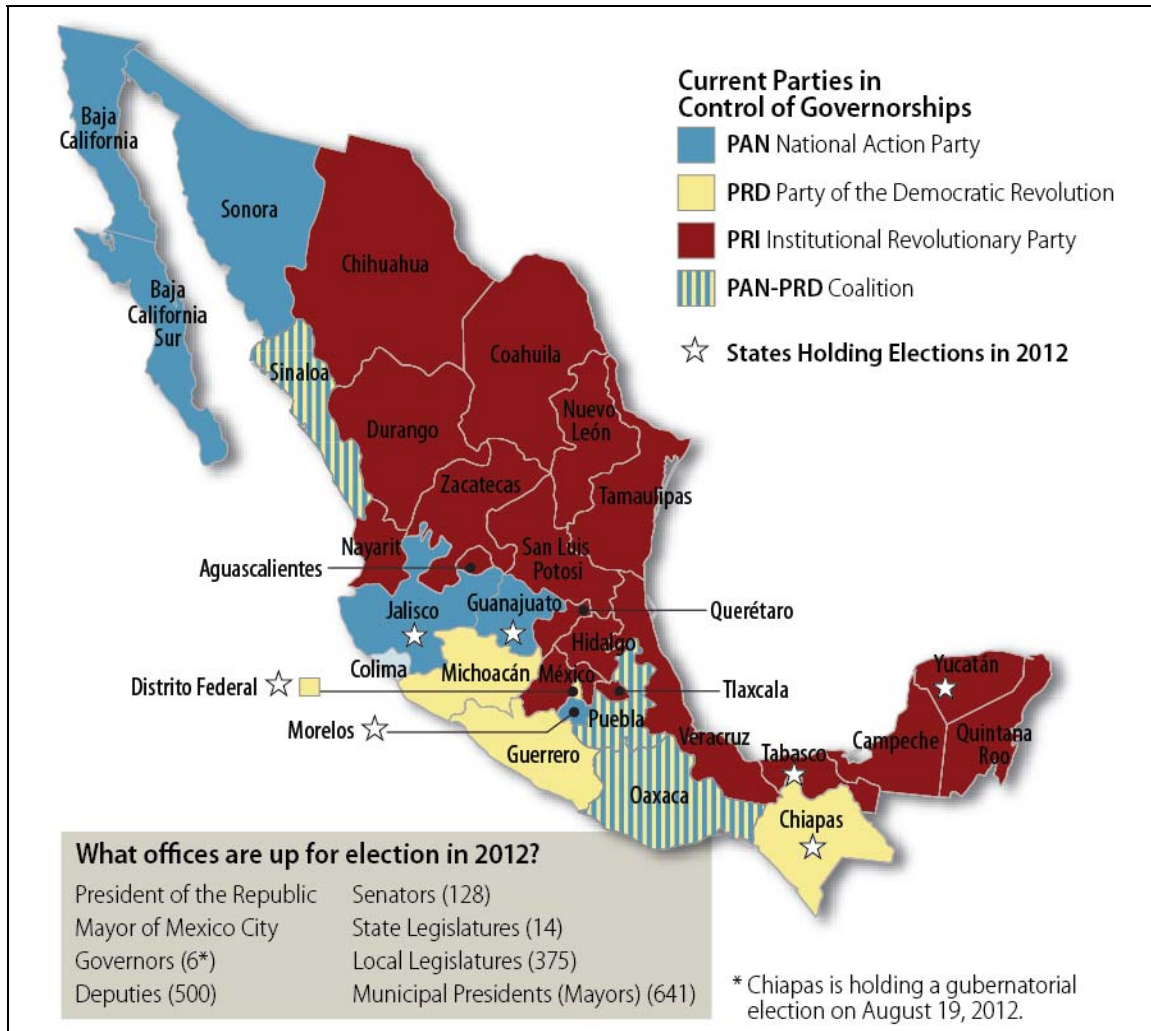 Current Parties in
Control of Governorships
PAN National Action Party
PRD Party of the Democratic Revolution
PRI Institutional Revolutionary Party
PAN-PRD Coalition
States Holding Elections in 2012
Baja
California
Sonora
Chihuahua
Baja
California
Sur
Coahuila
Sinaloa
Nuevo
León
Durango
Zacatecas
Tamaulipas
Nayarit
San Luis
Potosi
Aguascalientes
Jalisco
Guanajuato
Querétaro
Hidalgo
Colima
Michoacán
México
Yucatán
Distrito Federal
Tlaxcala
Morelos
Puebla
Veracruz
Campeche
Quintana
Roo
Guerrero
Tabasco
Oaxaca
Chiapas
What offices are up for election in 2012?
President of the Republic
Mayor of Mexico City
Governors (6*)
Deputies (500)
Senators (128)
State Legislatures (14)
Local Legislatures (375)
Municipal Presidents (Mayors) (641)
* Chiapas is holding a gubernatorial
election on August 19, 2012.